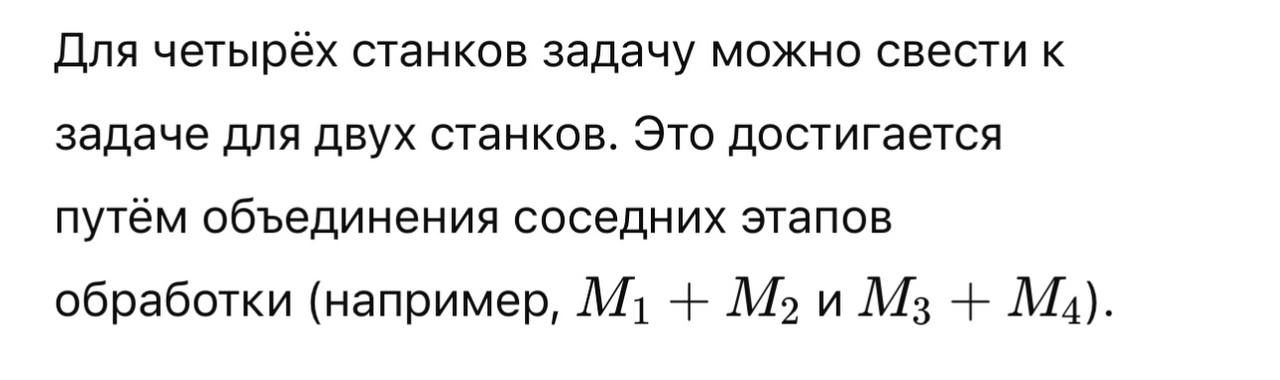 Для четырёх станков задачу можно свести к
задаче для двух станков. Это достигается
путём объединения соседних этапов
обработки (например, M₁ + M₂ и M₃ + M₄).